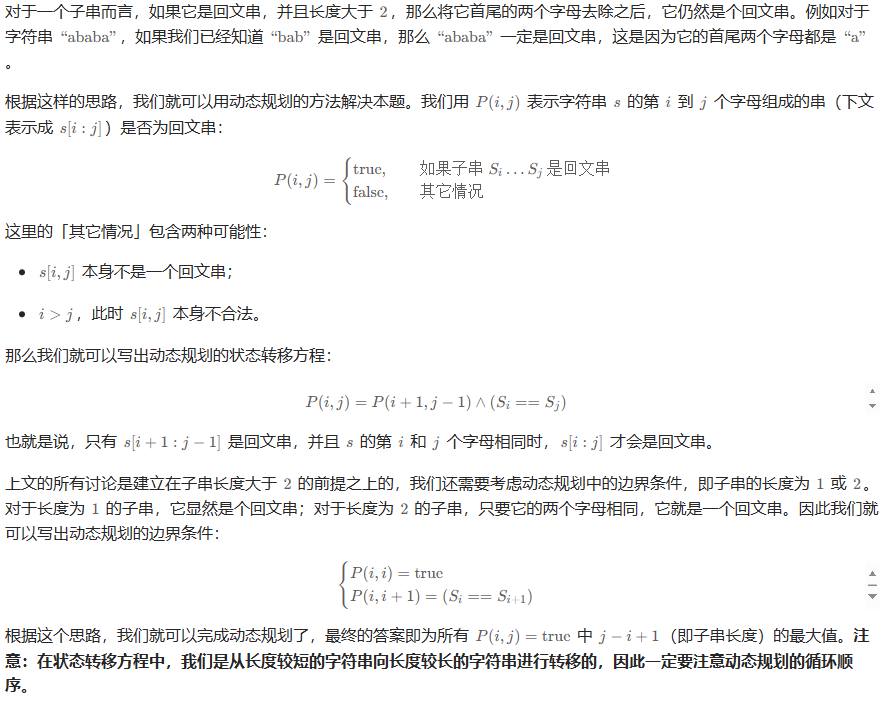 对于一个子串而言，如果它是回文串，并且长度大于 2，那么将它首尾的两个字母去除之后，它仍然是个回文串。例如对于
字符串 “ababa”，如果我们已经知道 “bab” 是回文串，那么 “ababa” 一定是回文串，这是因为它的首尾两个字母都是 “a”
。
根据这样的思路，我们就可以用动态规划的方法解决本题。我们用 P(i, j) 表示字符串 s 的第 i 到 j 个字母组成的串（下文
表示成 s[i : j]）是否为回文串：
P(i, j) = { true, 如果子串 S_i … S_j 是回文串
false, 其它情况
这里的「其它情况」包含两种可能性：
• s[i, j] 本身不是一个回文串；
• i > j，此时 s[i, j] 本身不合法。
那么我们就可以写出动态规划的状态转移方程：
P(i, j) = P(i + 1, j − 1) ∧ (S_i == S_j)
也就是说，只有 s[i + 1 : j − 1] 是回文串，并且 s 的第 i 和 j 个字母相同时，s[i : j] 才会是回文串。
上文的所有讨论是建立在子串长度大于 2 的前提之上的，我们还需要考虑动态规划中的边界条件，即子串的长度为 1 或 2。
对于长度为 1 的子串，它显然是个回文串；对于长度为 2 的子串，只要它的两个字母相同，它就是一个回文串。因此我们就
可以写出动态规划的边界条件：
{ P(i, i) = true
P(i, i + 1) = (S_i == S_{i+1})
根据这个思路，我们就可以完成动态规划了，最终的答案即为所有 P(i, j) = true 中 j − i + 1（即子串长度）的最大值。注
意：在状态转移方程中，我们是从长度较短的字符串向长度较长的字符串进行转移的，因此一定要注意动态规划的循环顺
序。